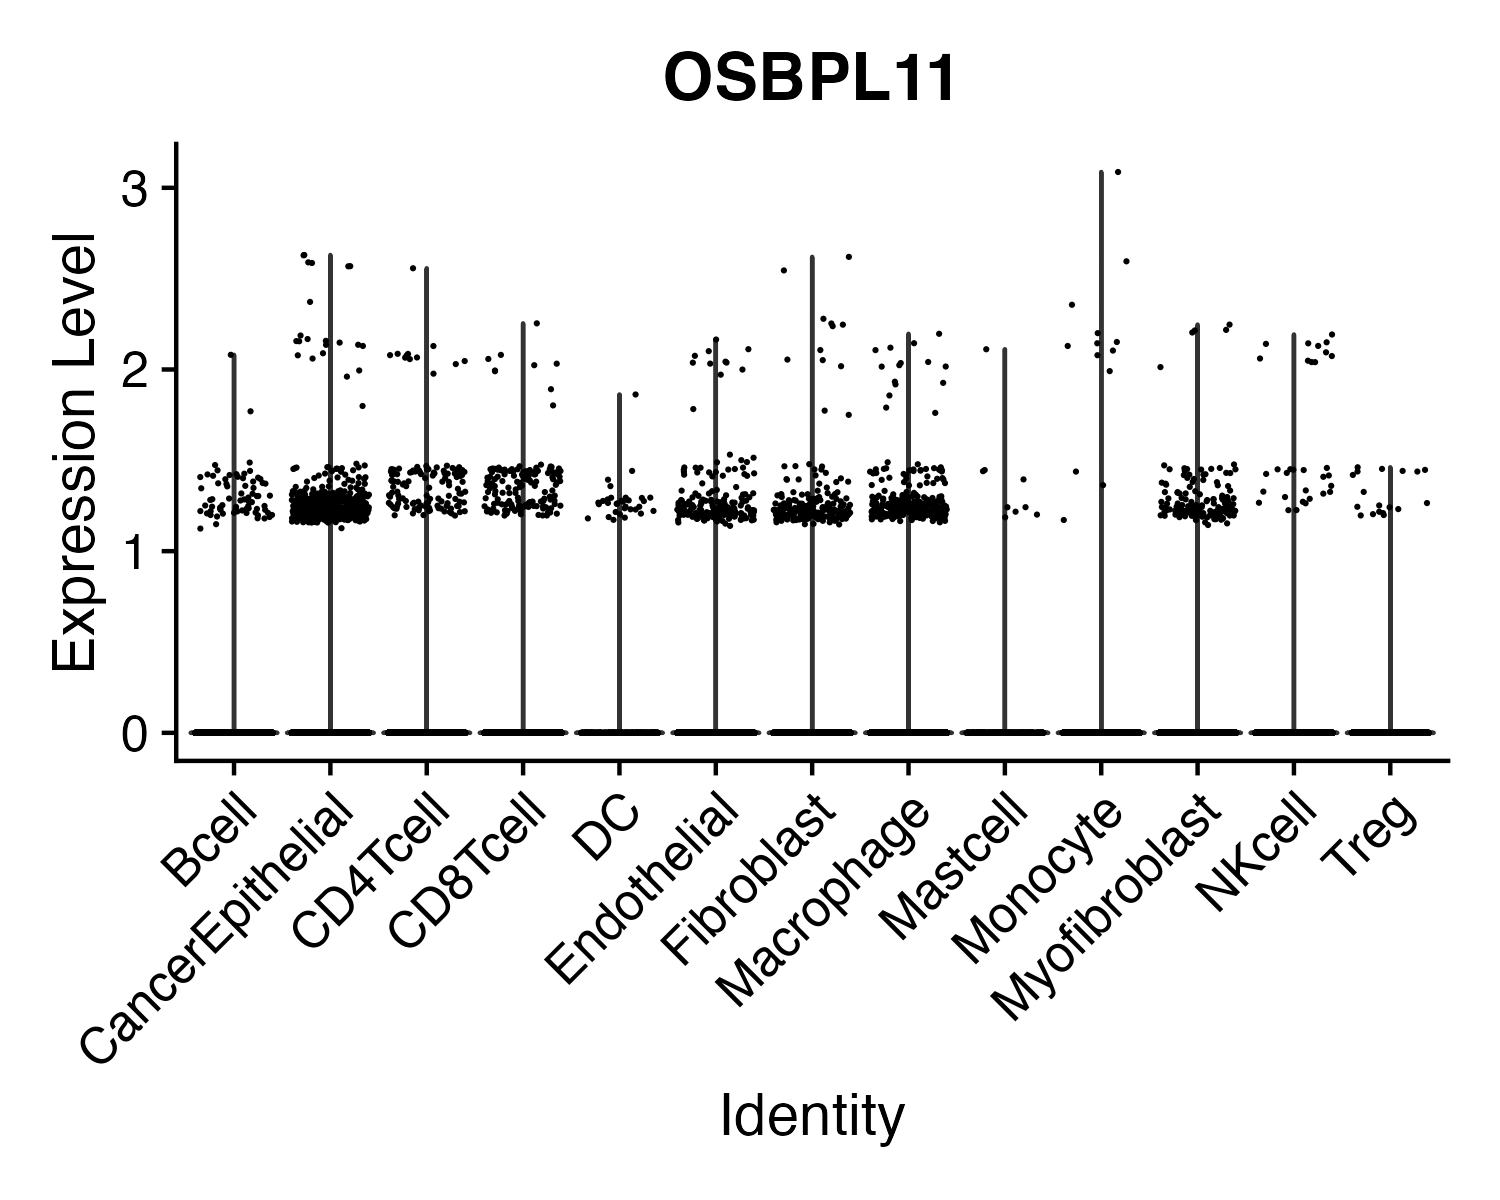 OSBPL11
Expression Level
3
2
1
0
Bcell
CancerEpithelial
CD4Tcell
CD8Tcell
DC
Endothelial
Fibroblast
Macrophage
Mastcell
Monocyte
Myofibroblast
NKcell
Treg
Identity